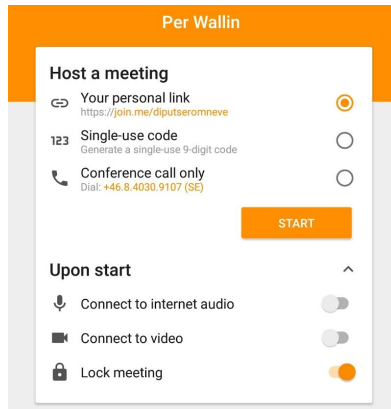 Per Wallin
Host a meeting
Your personal link
https://join.me/diputseromneve
123
Single-use code
Generate a single-use 9-digit code
Conference call only
Dial: +46.8.4030.9107 (SE)
START
Upon start
Connect to internet audio
Connect to video
Lock meeting